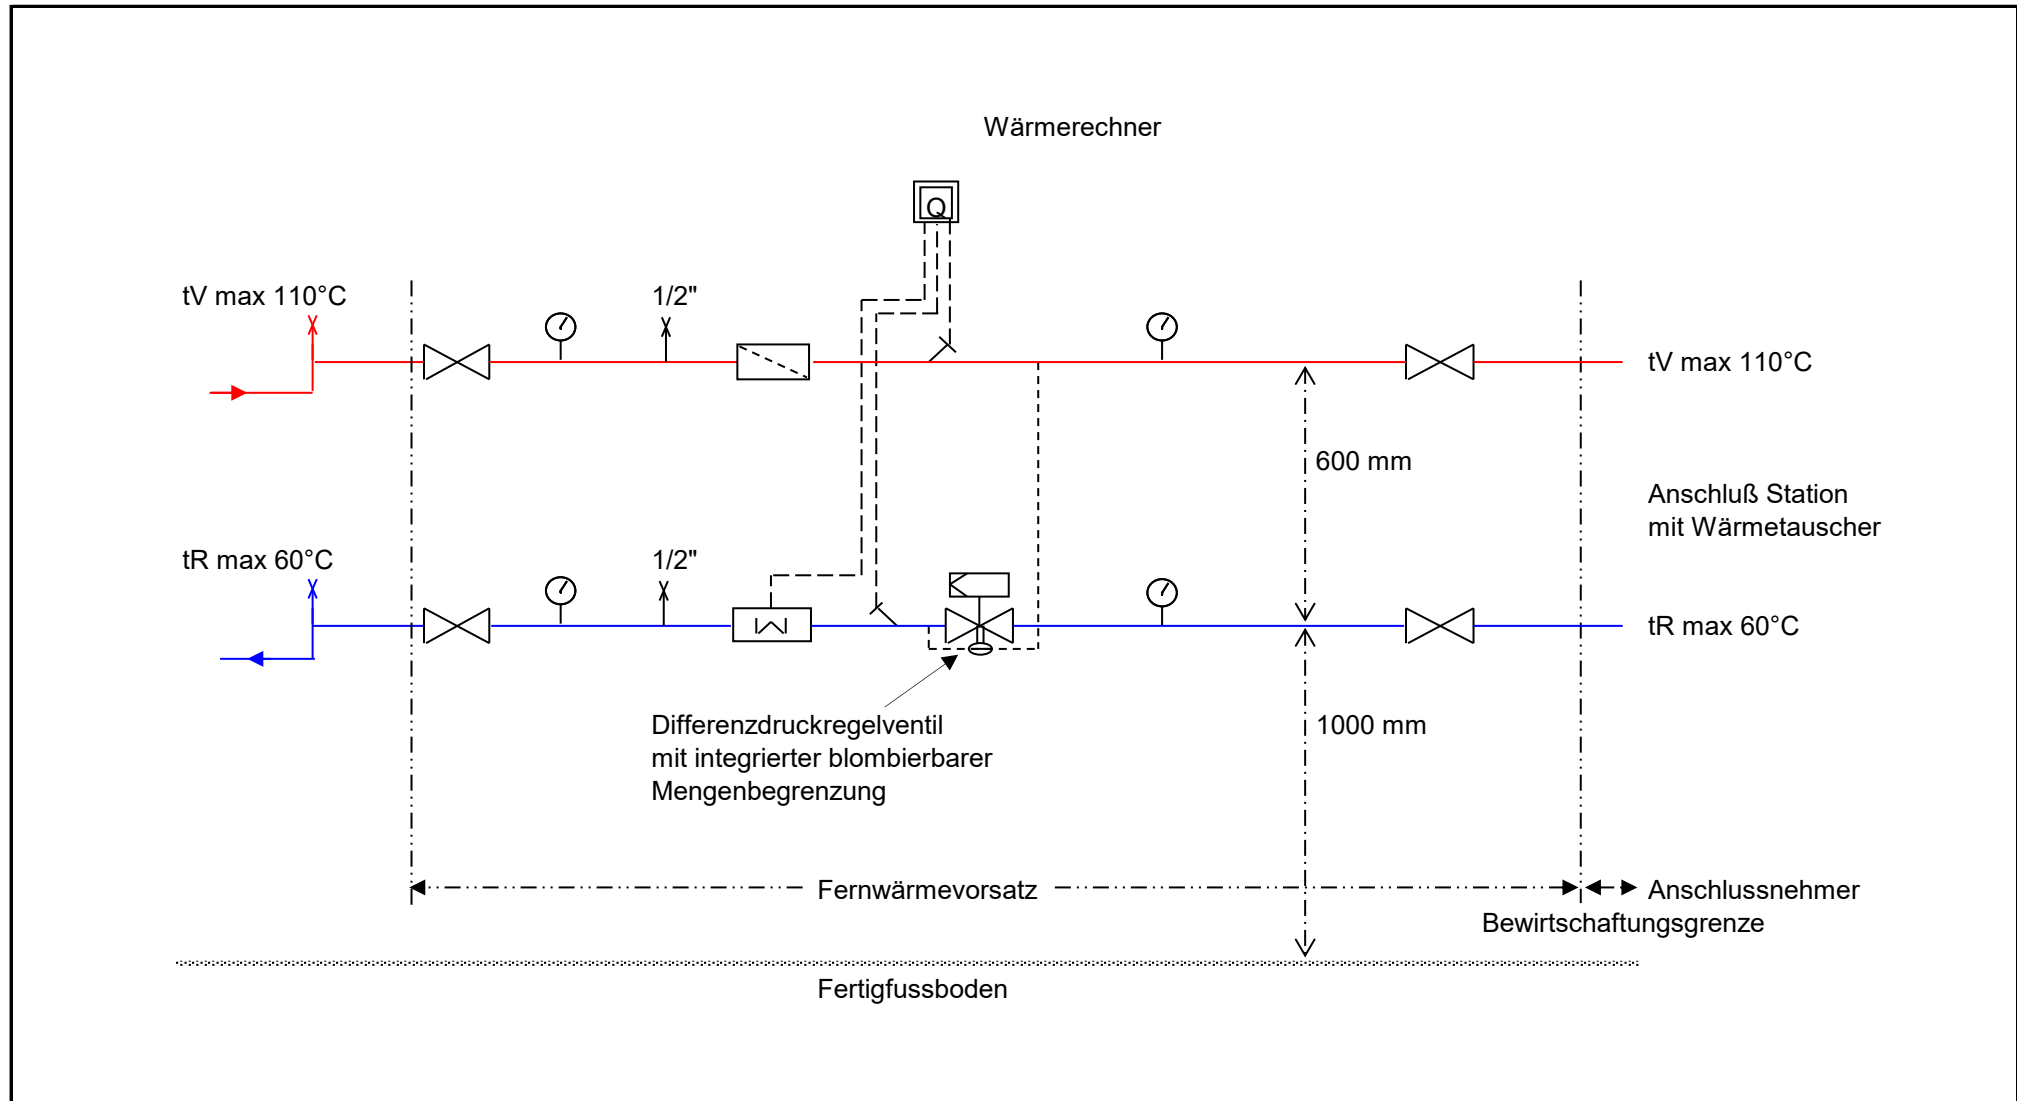 Wärmerechner
Q
tV max 110°C
1/2"
tV max 110°C
600 mm
Anschluß Station
mit Wärmetauscher
tR max 60°C
1/2"
tR max 60°C
Differenzdruckregelventil
mit integrierter blombierbarer
Mengenbegrenzung
1000 mm
Fernwärmevorsatz
Anschlussnehmer
Bewirtschaftungsgrenze
Fertigfussboden